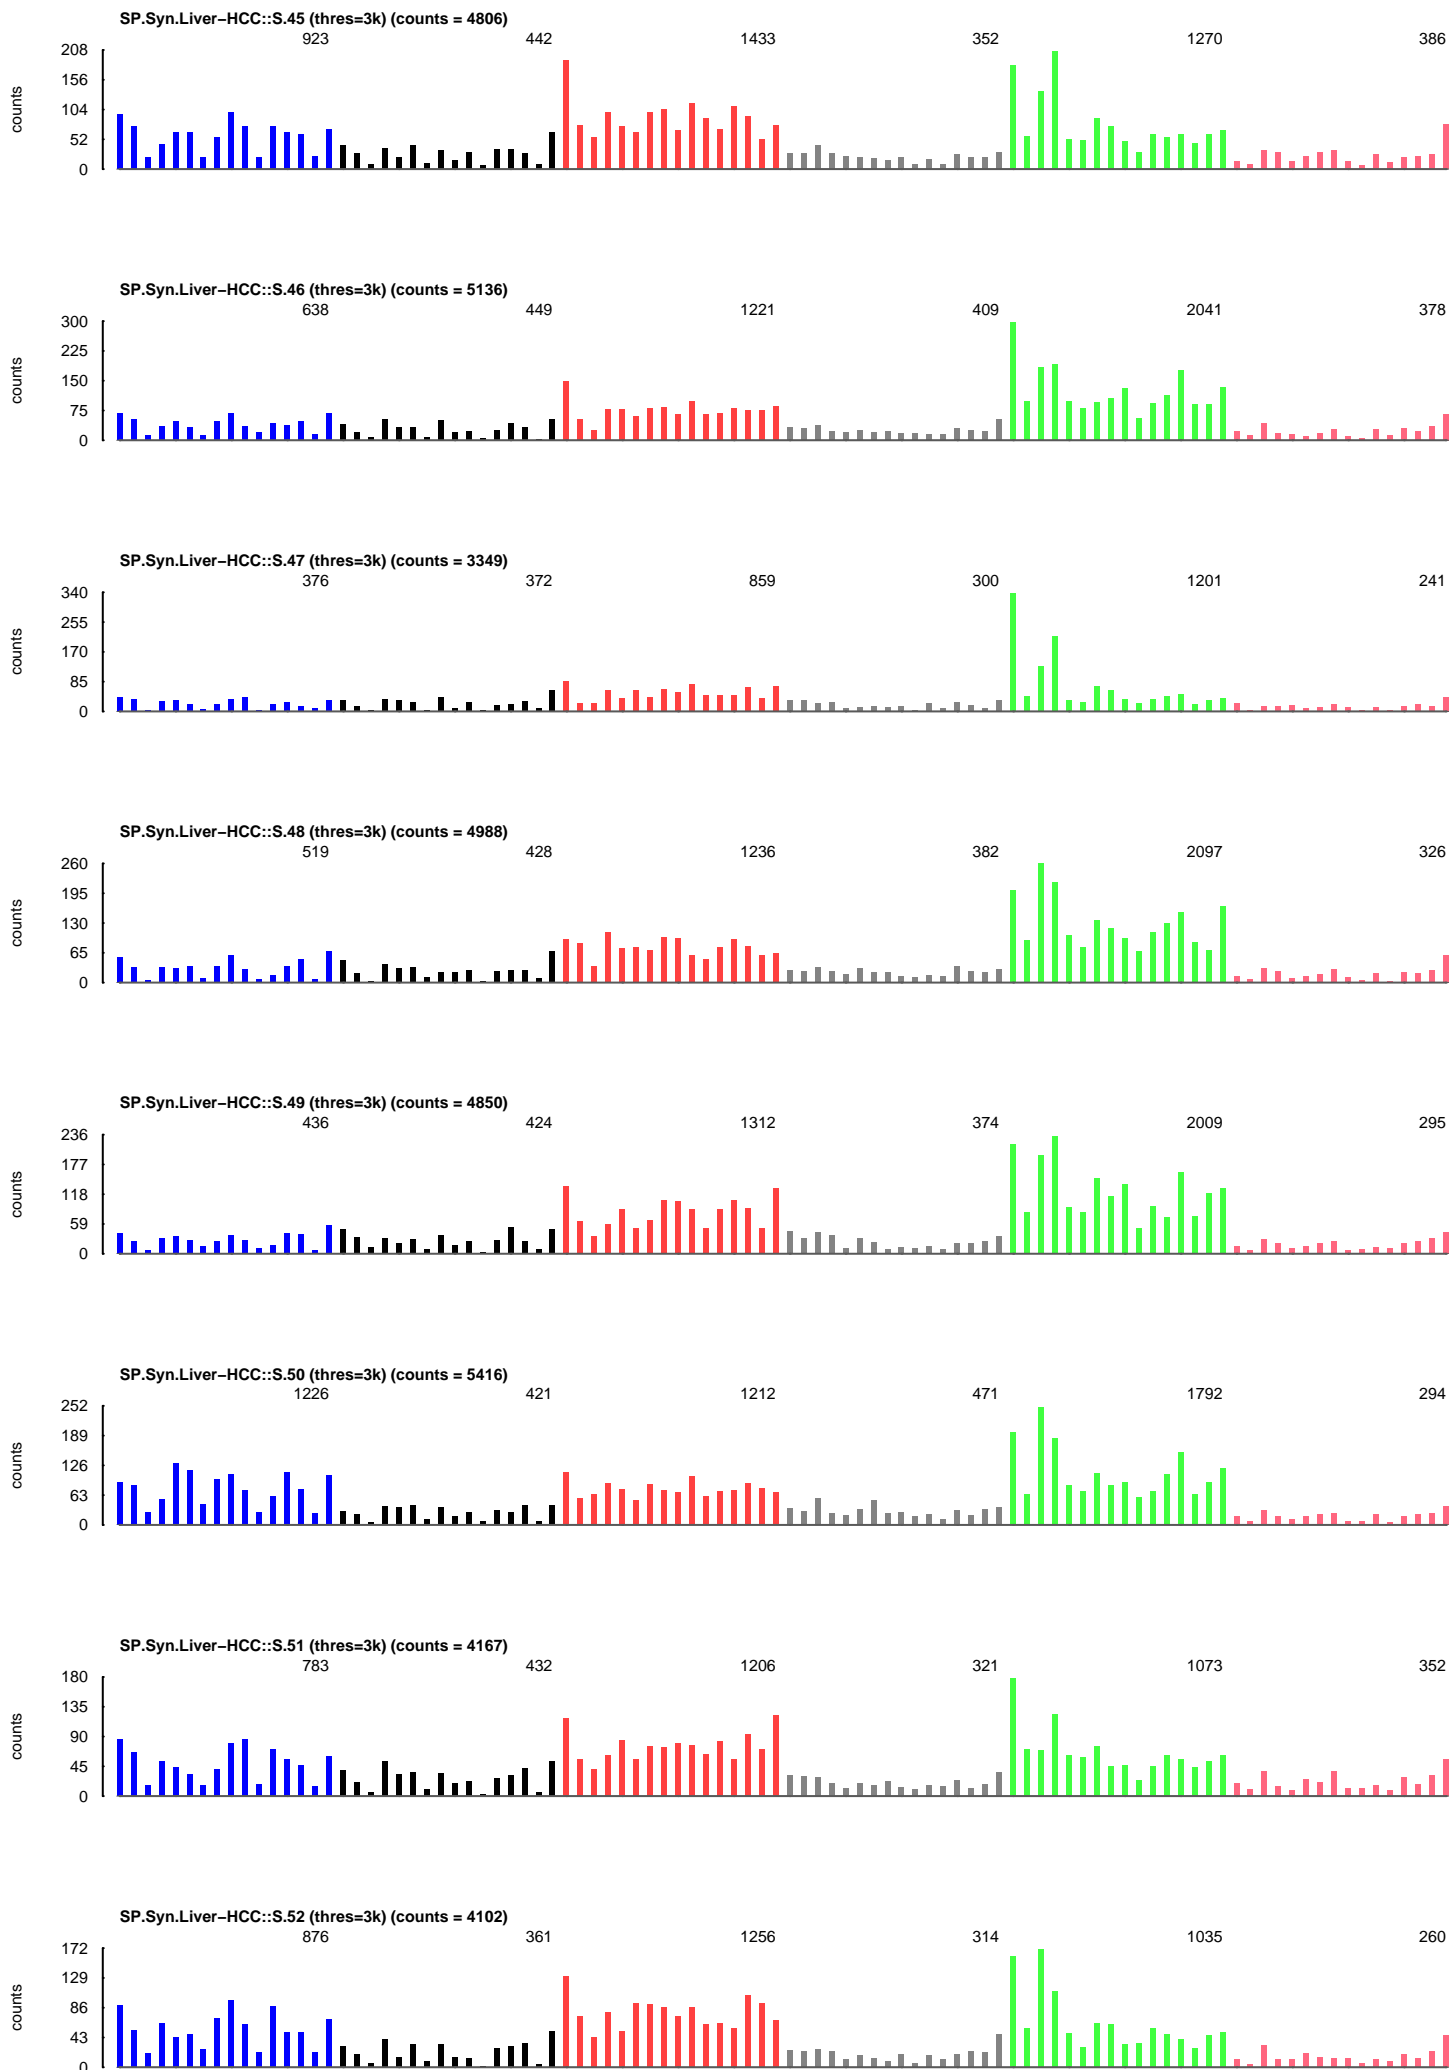 SP.Syn.Liver−HCC::S.45 (thres=3k) (counts = 4806)
923 442 1433 352 1270 386
208
156
104
52
0
counts
SP.Syn.Liver−HCC::S.46 (thres=3k) (counts = 5136)
638 449 1221 409 2041 378
300
225
150
75
0
counts
SP.Syn.Liver−HCC::S.47 (thres=3k) (counts = 3349)
376 372 859 300 1201 241
340
255
170
85
0
counts
SP.Syn.Liver−HCC::S.48 (thres=3k) (counts = 4988)
519 428 1236 382 2097 326
260
195
130
65
0
counts
SP.Syn.Liver−HCC::S.49 (thres=3k) (counts = 4850)
436 424 1312 374 2009 295
236
177
118
59
0
counts
SP.Syn.Liver−HCC::S.50 (thres=3k) (counts = 5416)
1226 421 1212 471 1792 294
252
189
126
63
0
counts
SP.Syn.Liver−HCC::S.51 (thres=3k) (counts = 4167)
783 432 1206 321 1073 352
180
135
90
45
0
counts
SP.Syn.Liver−HCC::S.52 (thres=3k) (counts = 4102)
876 361 1256 314 1035 260
172
129
86
43
0
counts